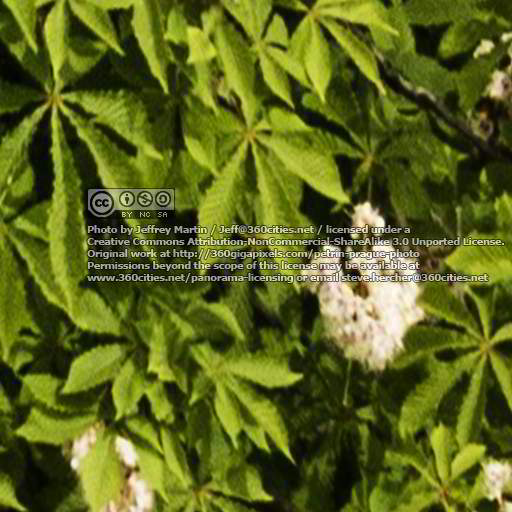 cc
BY NC SA
Photo by Jeffrey Martin / Jeff@360cities.net / licensed under a
Creative Commons Attribution-NonCommercial-ShareAlike 3.0 Unported License.
Original work at http://360gigapixels.com/petrin-prague-photo
Permissions beyond the scope of this license may be available at
www.360cities.net/panorama-licensing or email steve.hercher@360cities.net